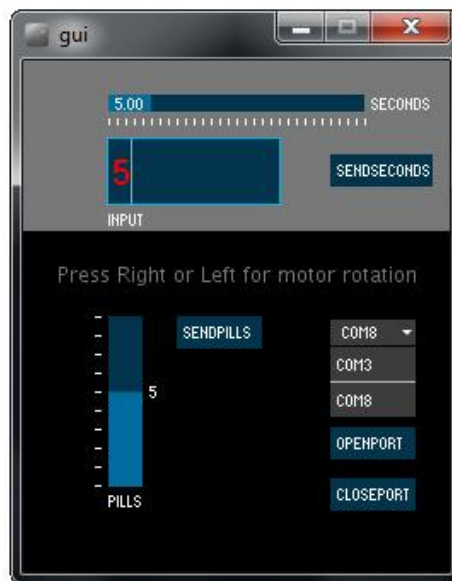 gui
5.00 SECONDS
5 SENDSECONDS
INPUT
Press Right or Left for motor rotation
SENDPILLS COM8
COM3
5
COM8
OPENPORT
CLOSEPORT
PILLS